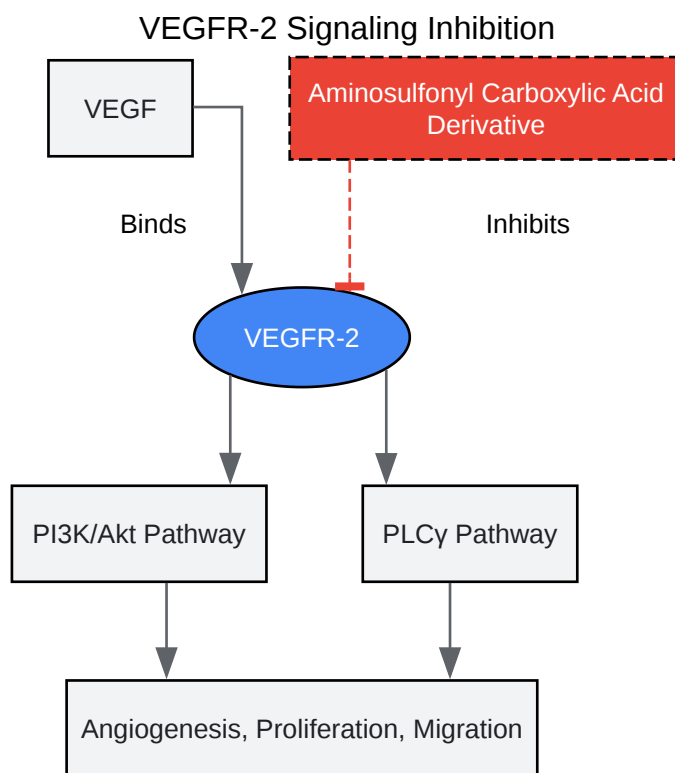 VEGFR-2 Signaling Inhibition
VEGF
Aminosulfonyl Carboxylic Acid
Derivative
Binds
Inhibits
VEGFR-2
PI3K/Akt Pathway
PLCγ Pathway
Angiogenesis, Proliferation, Migration